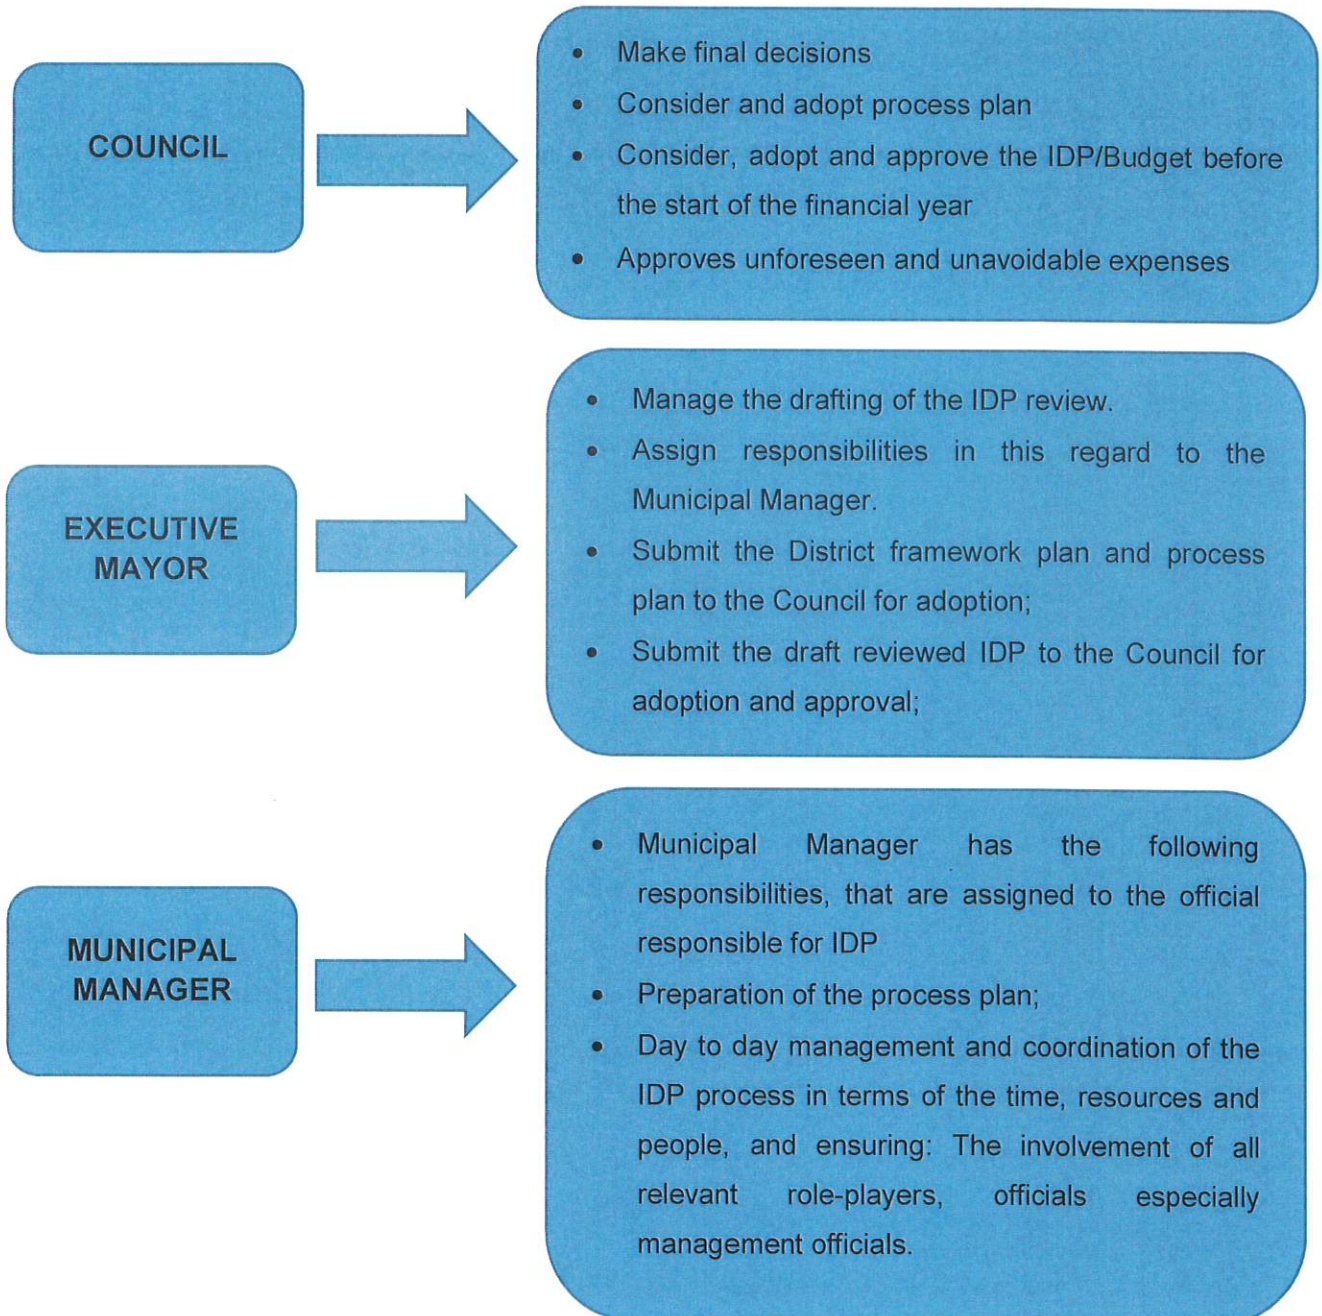 COUNCIL
• Make final decisions
• Consider and adopt process plan
• Consider, adopt and approve the IDP/Budget before
the start of the financial year
• Approves unforeseen and unavoidable expenses
EXECUTIVE
MAYOR
• Manage the drafting of the IDP review.
• Assign responsibilities in this regard to the
Municipal Manager.
• Submit the District framework plan and process
plan to the Council for adoption;
• Submit the draft reviewed IDP to the Council for
adoption and approval;
MUNICIPAL
MANAGER
• Municipal Manager has the following
responsibilities, that are assigned to the official
responsible for IDP
• Preparation of the process plan;
• Day to day management and coordination of the
IDP process in terms of the time, resources and
people, and ensuring: The involvement of all
relevant role-players, officials especially
management officials.